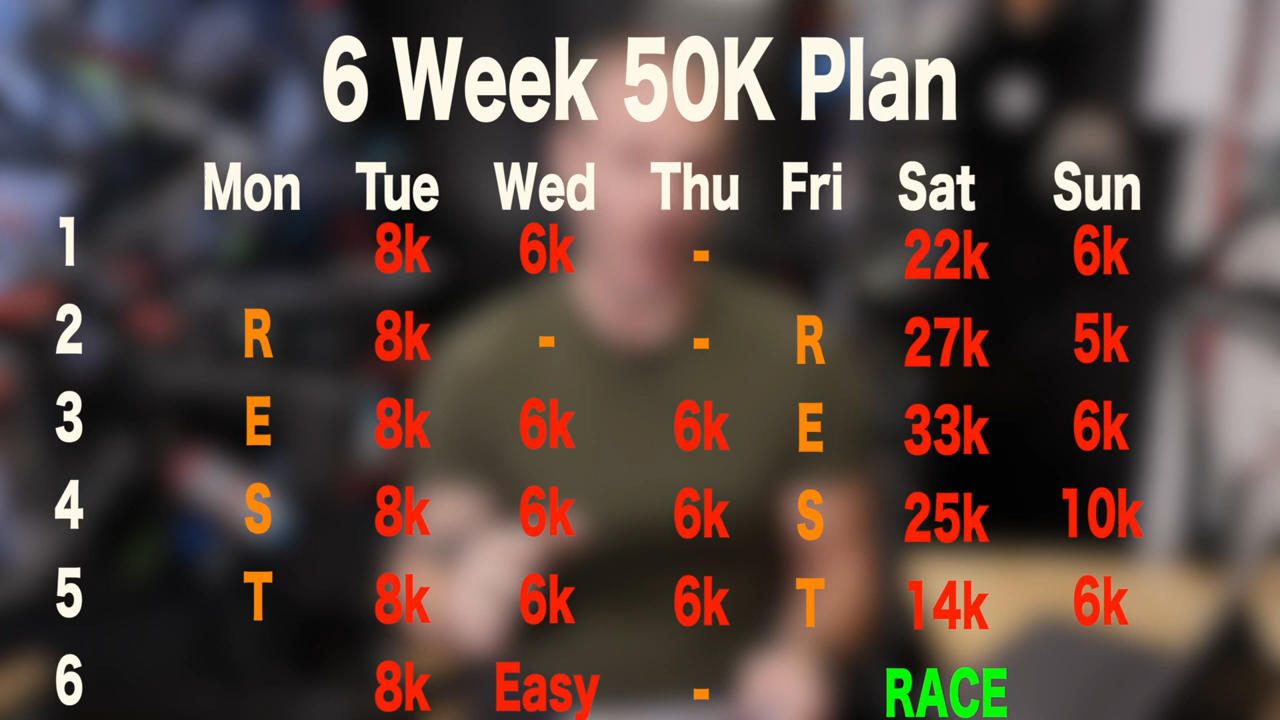 6 Week 50K Plan
Mon Tue Wed Thu Fri Sat Sun
1 8k 6k - 22k 6k
2 R 8k - - R 27k 5k
3 E 8k 6k 6k E 33k 6k
4 S 8k 6k 6k S 25k 10k
5 T 8k 6k 6k T 14k 6k
6 8k Easy - RACE